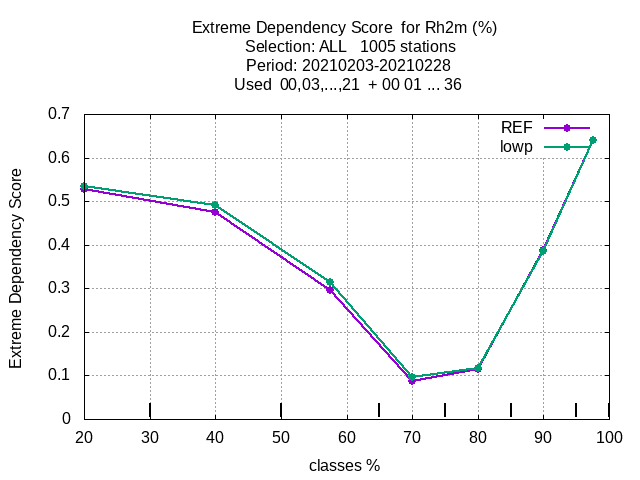 Extreme Dependency Score  for Rh2m (%)
Selection: ALL   1005 stations
Period: 20210203-20210228
Used  00,03,...,21  + 00 01 ... 36
REF
lowp
Extreme Dependency Score
0.7
0.6
0.5
0.4
0.3
0.2
0.1
0
20 30 40 50 60 70 80 90 100
classes %